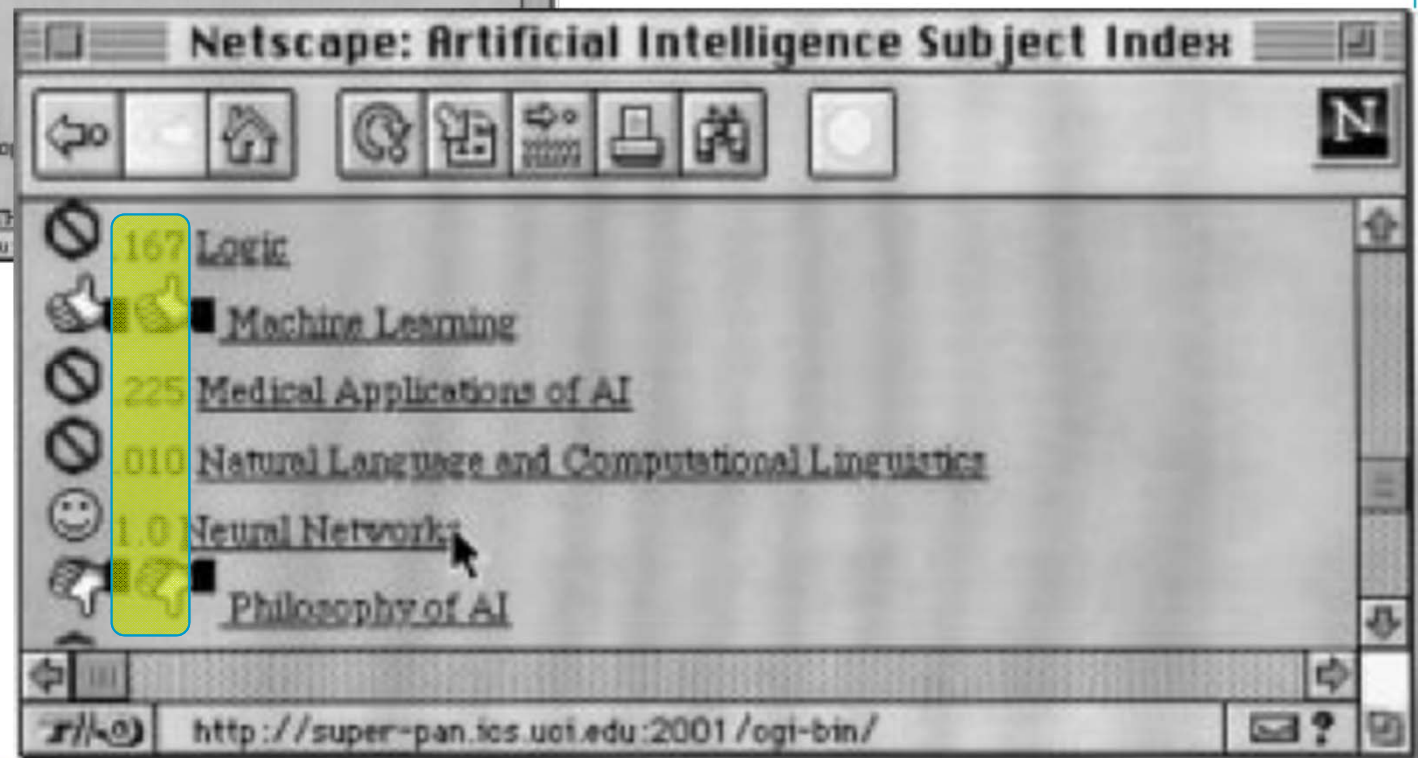 Netscape: Artificial Intelligence Subject Index
N
.167 Logic
Machine Learning
.225 Medical Applications of AI
.010 Natural Language and Computational Linguistics
1.0 Neural Networks
Philosophy of AI
http://super-pan.ics.uci.edu:2001/cgi-bin/
?